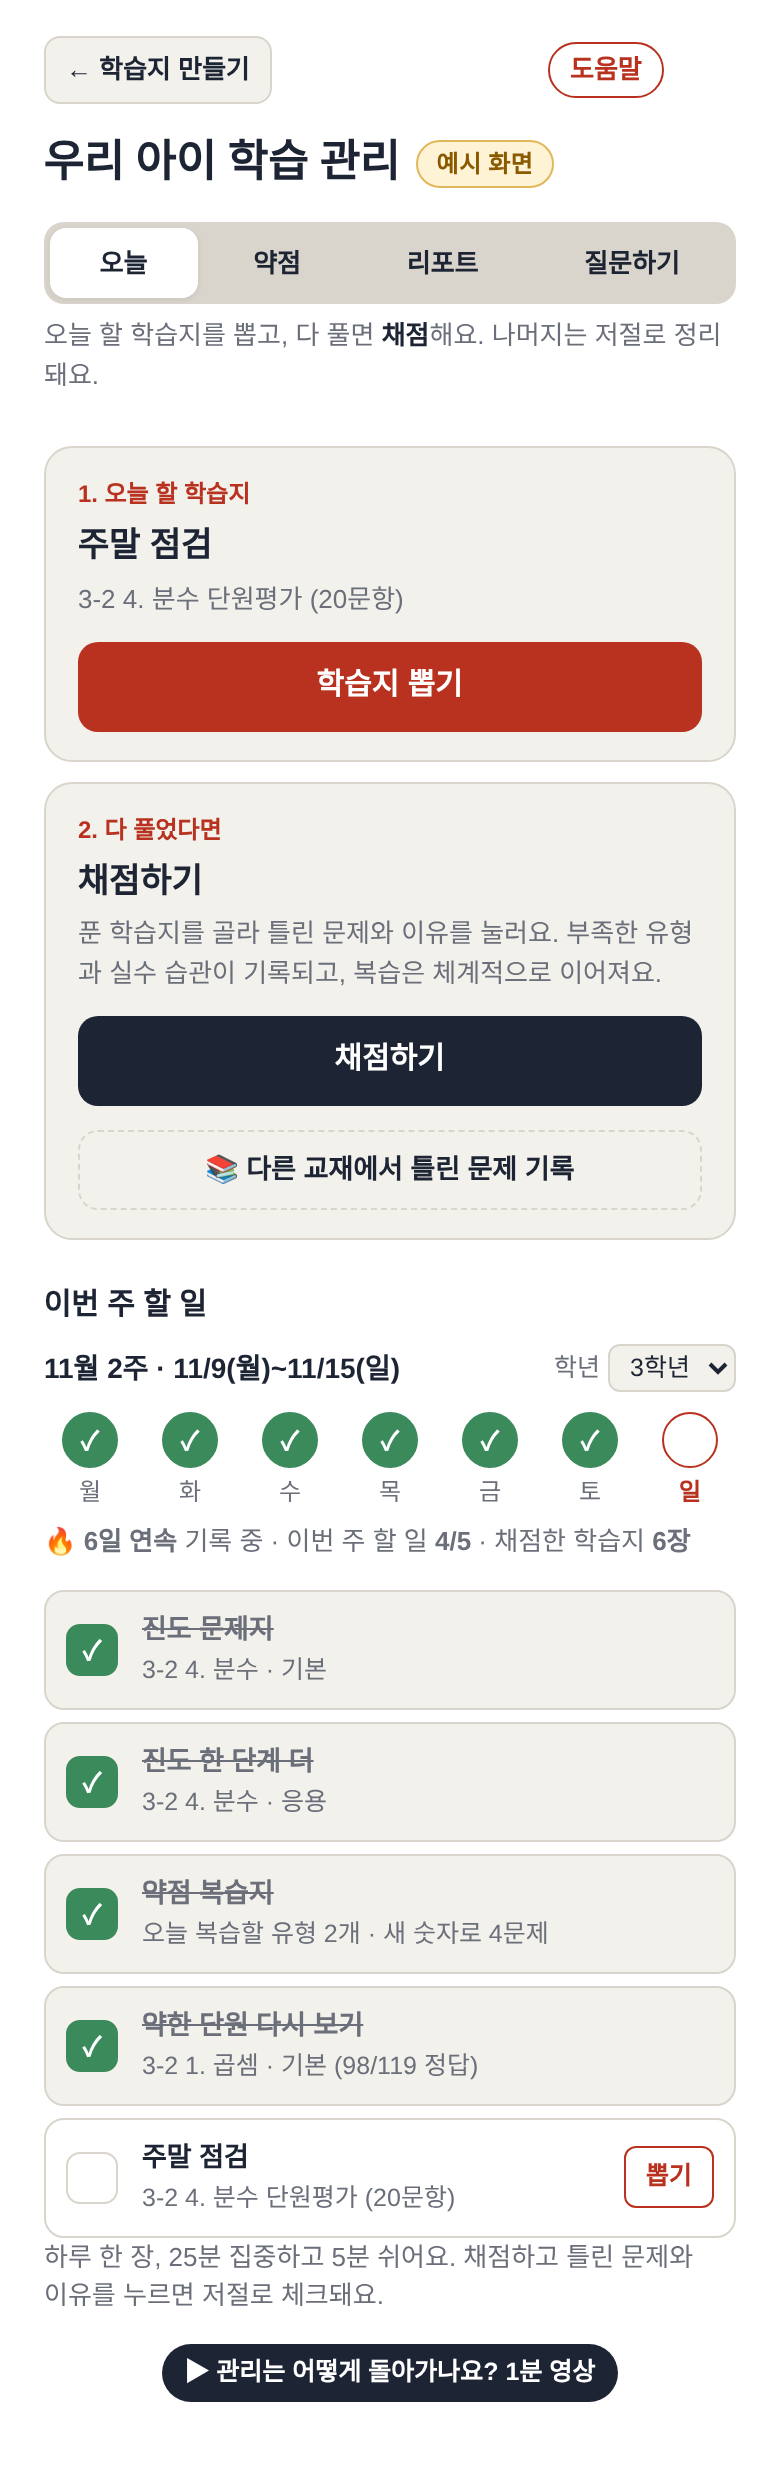 ← 학습지 만들기
도움말
우리 아이 학습 관리 예시 화면
오늘 약점 리포트 질문하기
오늘 할 학습지를 뽑고, 다 풀면 채점해요. 나머지는 저절로 정리
돼요.
1. 오늘 할 학습지
주말 점검
3-2 4. 분수 단원평가 (20문항)
학습지 뽑기
2. 다 풀었다면
채점하기
푼 학습지를 골라 틀린 문제와 이유를 눌러요. 부족한 유형
과 실수 습관이 기록되고, 복습은 체계적으로 이어져요.
채점하기
📚 다른 교재에서 틀린 문제 기록
이번 주 할 일
11월 2주 · 11/9(월)~11/15(일) 학년 3학년
✓ ✓ ✓ ✓ ✓ ✓
월 화 수 목 금 토 일
🔥 6일 연속 기록 중 · 이번 주 할 일 4/5 · 채점한 학습지 6장
✓ 진도 문제지
3-2 4. 분수 · 기본
✓ 진도 한 단계 더
3-2 4. 분수 · 응용
✓ 약점 복습지
오늘 복습할 유형 2개 · 새 숫자로 4문제
✓ 약한 단원 다시 보기
3-2 1. 곱셈 · 기본 (98/119 정답)
주말 점검
3-2 4. 분수 단원평가 (20문항)
뽑기
하루 한 장, 25분 집중하고 5분 쉬어요. 채점하고 틀린 문제와
이유를 누르면 저절로 체크돼요.
▶ 관리는 어떻게 돌아가나요? 1분 영상